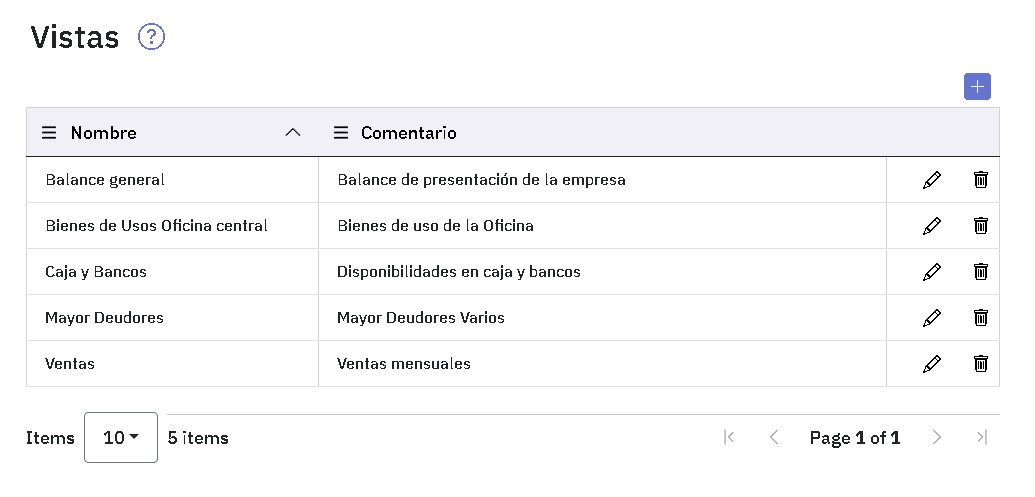 Vistas ?
Nombre Comentario
Balance general Balance de presentación de la empresa
Bienes de Usos Oficina central Bienes de uso de la Oficina
Caja y Bancos Disponibilidades en caja y bancos
Mayor Deudores Mayor Deudores Varios
Ventas Ventas mensuales
Items 10 5 items Page 1 of 1